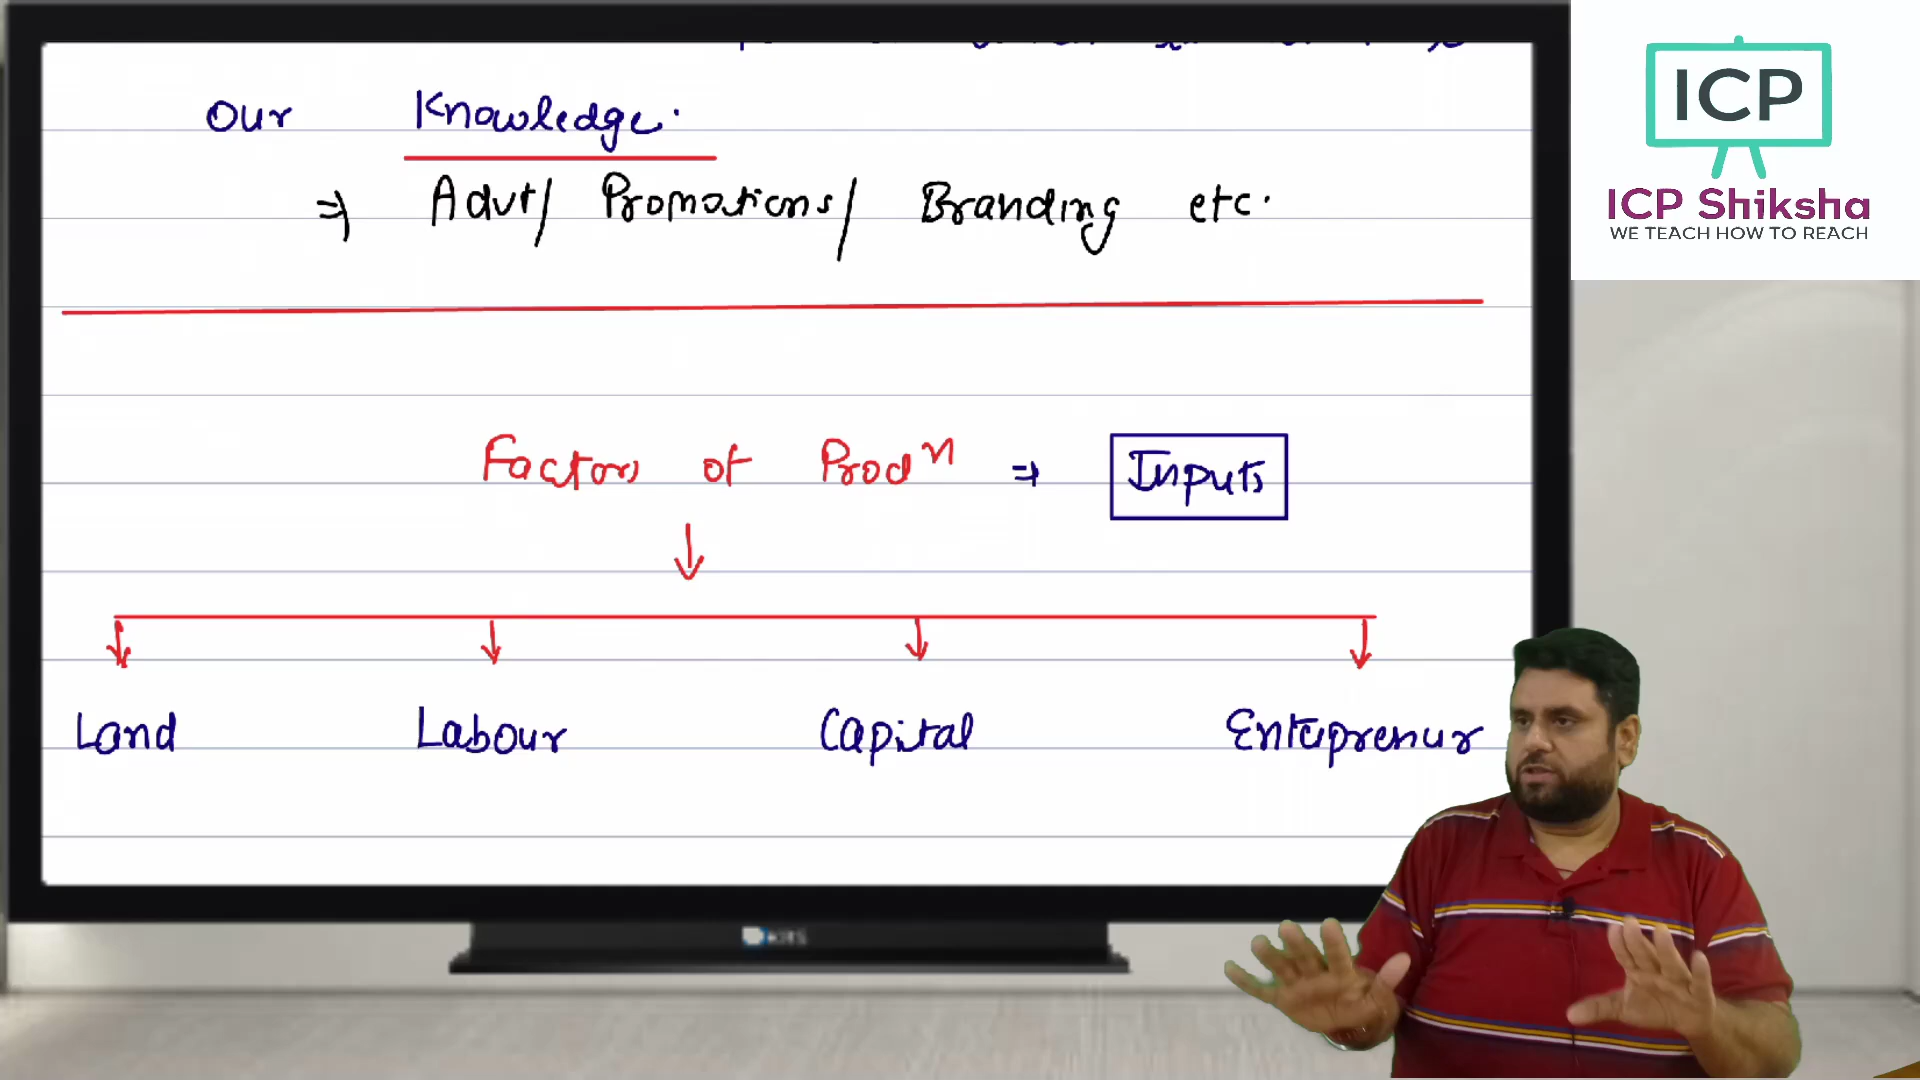 Our Knowledge.
⇒ Advt/ Promotions/ Branding etc.
Factors of Prodⁿ ⇒ Inputs
Land Labour Capital Enterprenur
ICP
ICP Shiksha
WE TEACH HOW TO REACH